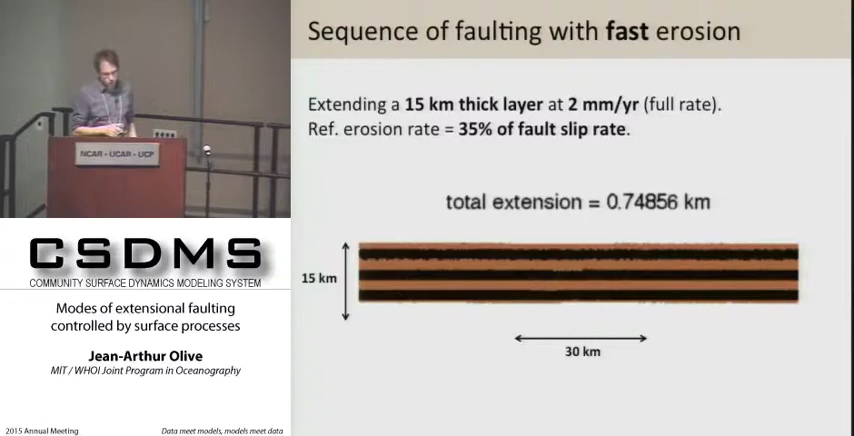 Sequence of faulting with fast erosion
Extending a 15 km thick layer at 2 mm/yr (full rate).
Ref. erosion rate = 35% of fault slip rate.
total extension = 0.74856 km
15 km
30 km
NCAR • UCAR • UCP
CSDMS
COMMUNITY SURFACE DYNAMICS MODELING SYSTEM
Modes of extensional faulting
controlled by surface processes
Jean-Arthur Olive
MIT / WHOI Joint Program in Oceanography
2015 Annual Meeting
Data meet models, models meet data